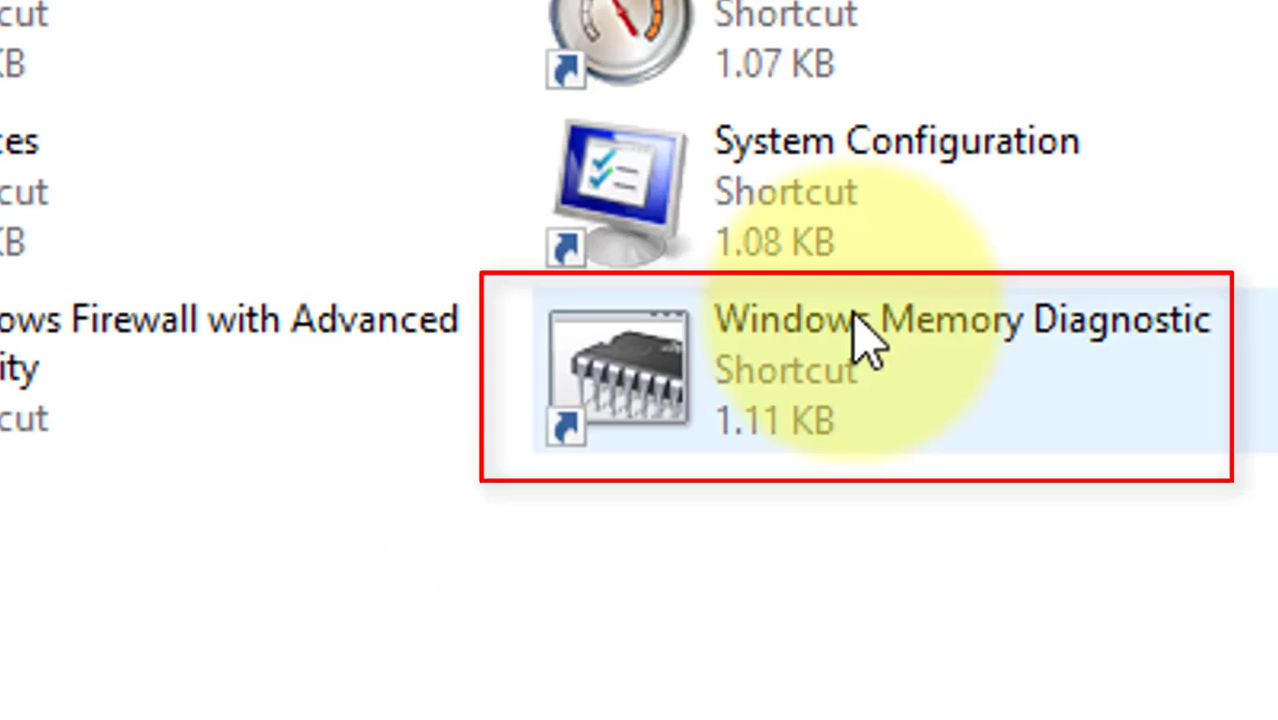 cut
KB
Shortcut
1.07 KB
ces
cut
KB
System Configuration
Shortcut
1.08 KB
ows Firewall with Advanced
ity
cut
Windows Memory Diagnostic
Shortcut
1.11 KB